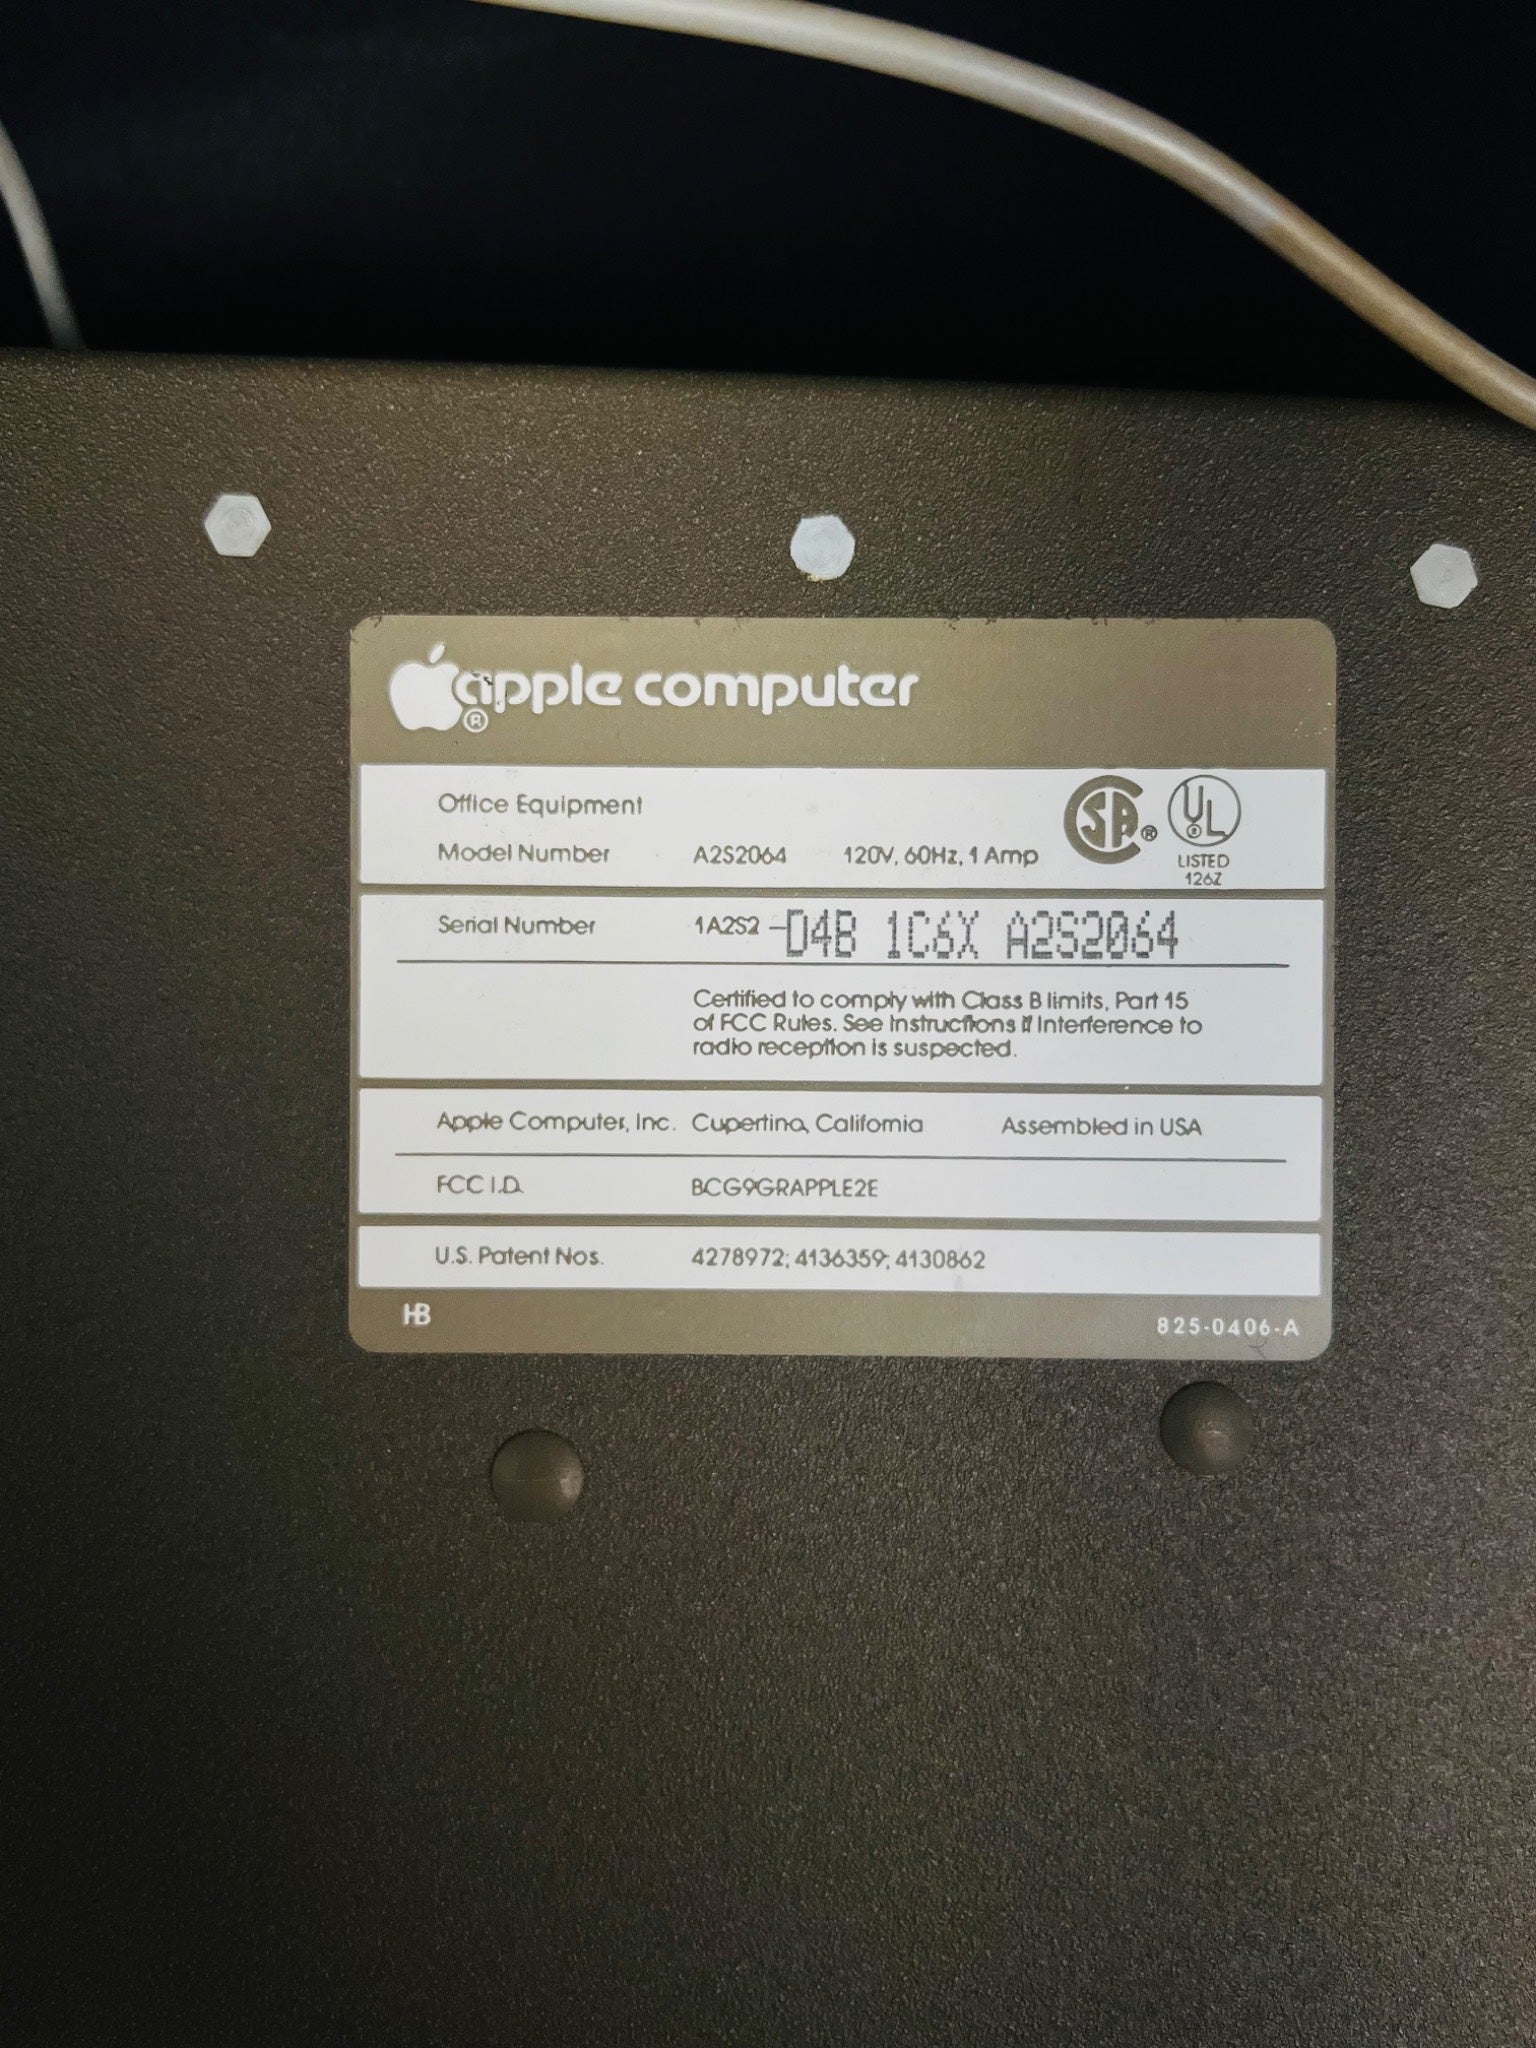 apple computer
®
Office Equipment
Model Number A2S2064 120V, 60Hz, 1 Amp
SA ®
UL ®
LISTED
126Z
Serial Number 1A2S2 -D4B 1C6X A2S2064
Certified to comply with Class B limits, Part 15
of FCC Rules. See Instructions if Interference to
radio reception is suspected.
Apple Computer, Inc. Cupertino, California Assembled in USA
FCC I.D. BCG9GRAPPLE2E
U.S. Patent Nos. 4278972; 4136359; 4130862
HB 825-0406-A